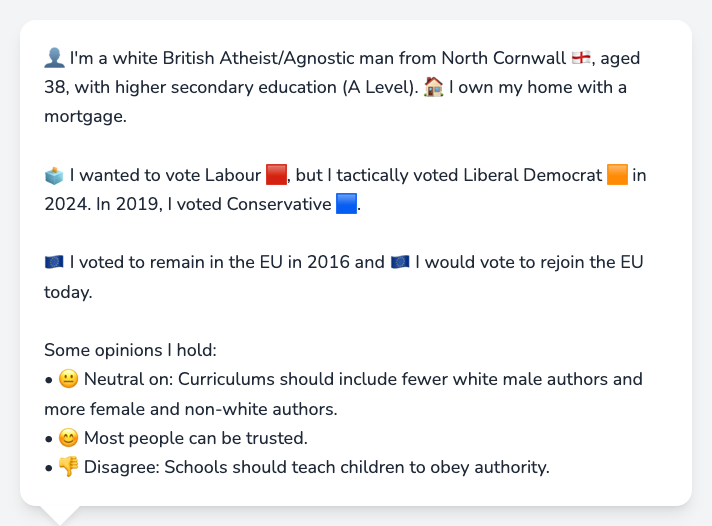 👤 I'm a white British Atheist/Agnostic man from North Cornwall 🏴󠁧󠁢󠁥󠁮󠁧󠁿, aged
38, with higher secondary education (A Level). 🏠 I own my home with a
mortgage.
🗳️ I wanted to vote Labour 🟥, but I tactically voted Liberal Democrat 🟧 in
2024. In 2019, I voted Conservative 🟦.
🇪🇺 I voted to remain in the EU in 2016 and 🇪🇺 I would vote to rejoin the EU
today.
Some opinions I hold:
• 😐 Neutral on: Curriculums should include fewer white male authors and
more female and non-white authors.
• 😊 Most people can be trusted.
• 👎 Disagree: Schools should teach children to obey authority.